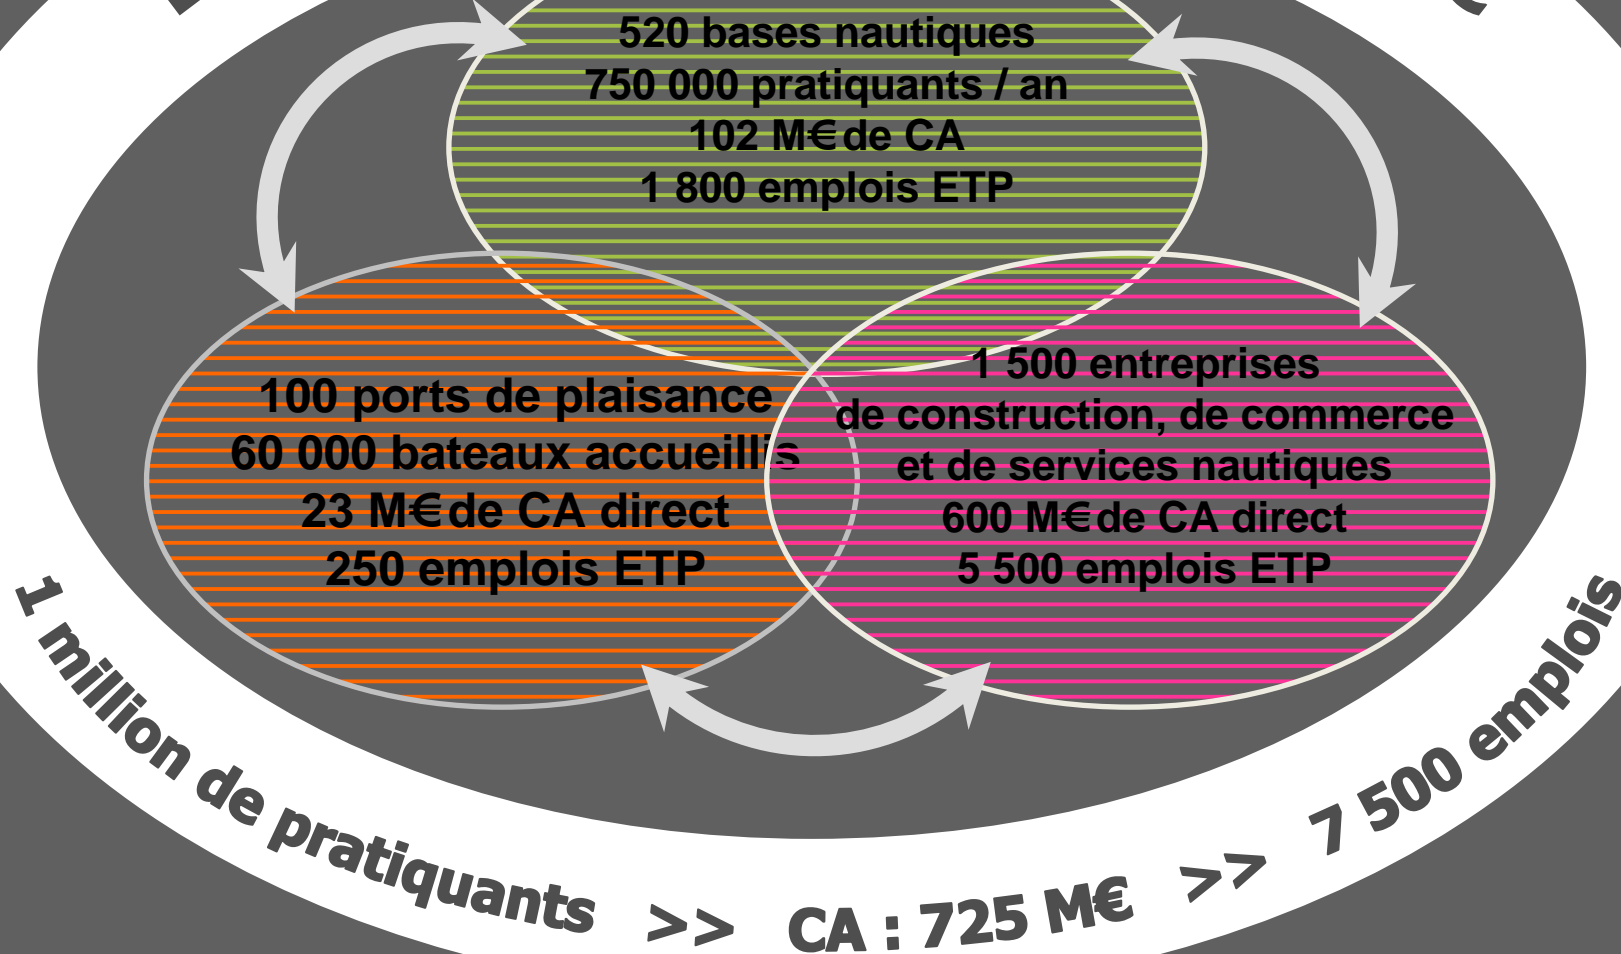 520 bases nautiques
750 000 pratiquants / an
102 M€ de CA
1 800 emplois ETP
100 ports de plaisance
60 000 bateaux accueillis
23 M€ de CA direct
250 emplois ETP
1 500 entreprises
de construction, de commerce
et de services nautiques
600 M€ de CA direct
5 500 emplois ETP
1 million de pratiquants >> CA : 725 M€ >> 7 500 emplois